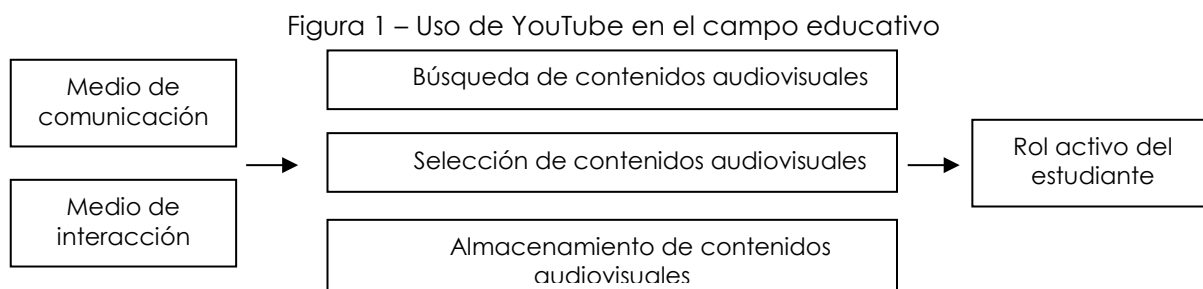 Figura 1 – Uso de YouTube en el campo educativo
Medio de
comunicación
Medio de
interacción
Búsqueda de contenidos audiovisuales
Selección de contenidos audiovisuales
Almacenamiento de contenidos
audiovisuales
Rol activo del
estudiante